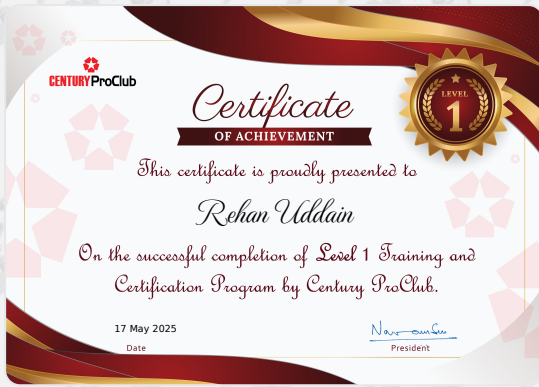 CENTURY ProClub
Certificate
OF ACHIEVEMENT
LEVEL
1
This certificate is proudly presented to
Rehan Uddain
On the successful completion of Level 1 Training and
Certification Program by Century ProClub.
17 May 2025
Date
President